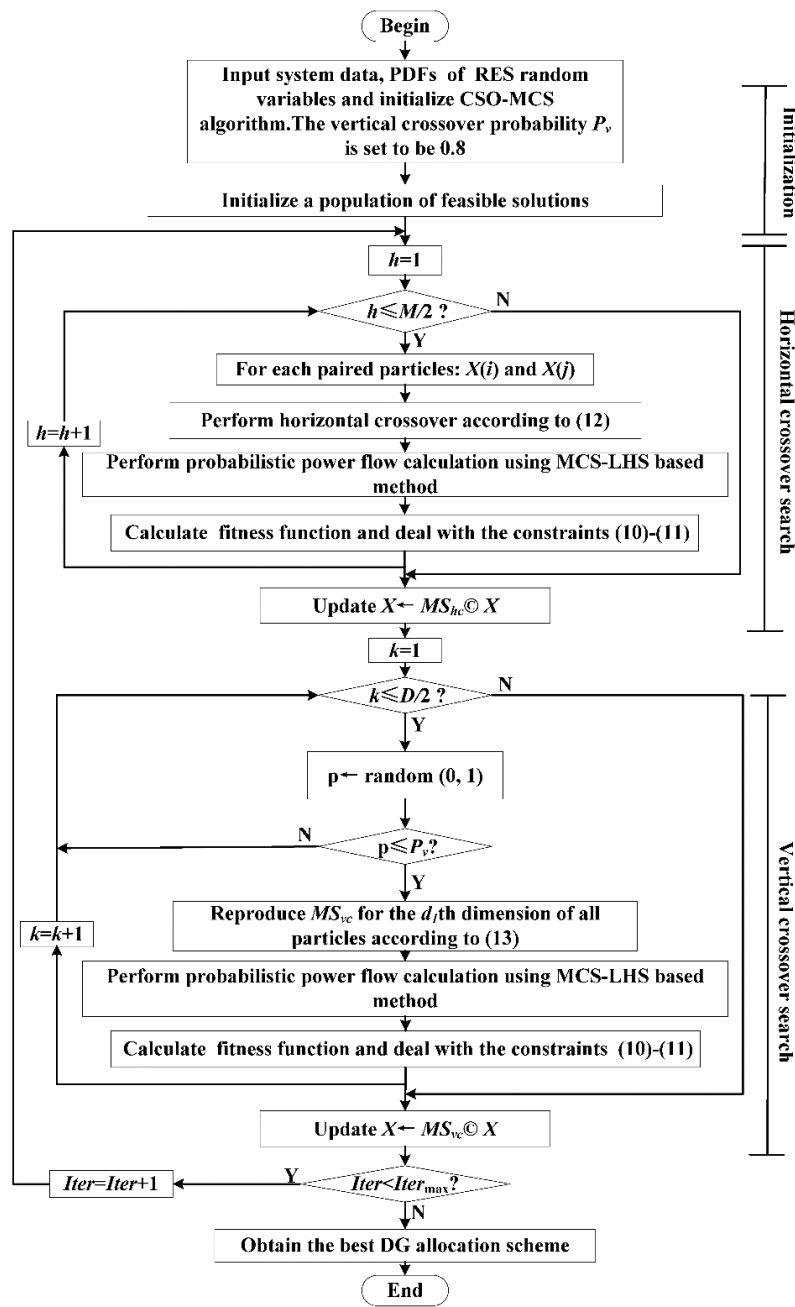 Begin
Input system data, PDFs of RES random
variables and initialize CSO-MCS
algorithm.The vertical crossover probability Pv
is set to be 0.8
Initialize a population of feasible solutions
Initialization
h=1
h⩽M/2 ?
N
Y
For each paired particles: X(i) and X(j)
Perform horizontal crossover according to (12)
h=h+1
Perform probabilistic power flow calculation using MCS-LHS based
method
Calculate fitness function and deal with the constraints (10)-(11)
Update X← MShc© X
Horizontal crossover search
k=1
k⩽D/2 ?
N
Y
p← random (0, 1)
N
p⩽Pv?
Y
Reproduce MSvc for the dlth dimension of all
particles according to (13)
k=k+1
Perform probabilistic power flow calculation using MCS-LHS based
method
Calculate fitness function and deal with the constraints (10)-(11)
Update X← MSvc© X
Vertical crossover search
Iter=Iter+1
Y
Iter<Itermax?
N
Obtain the best DG allocation scheme
End